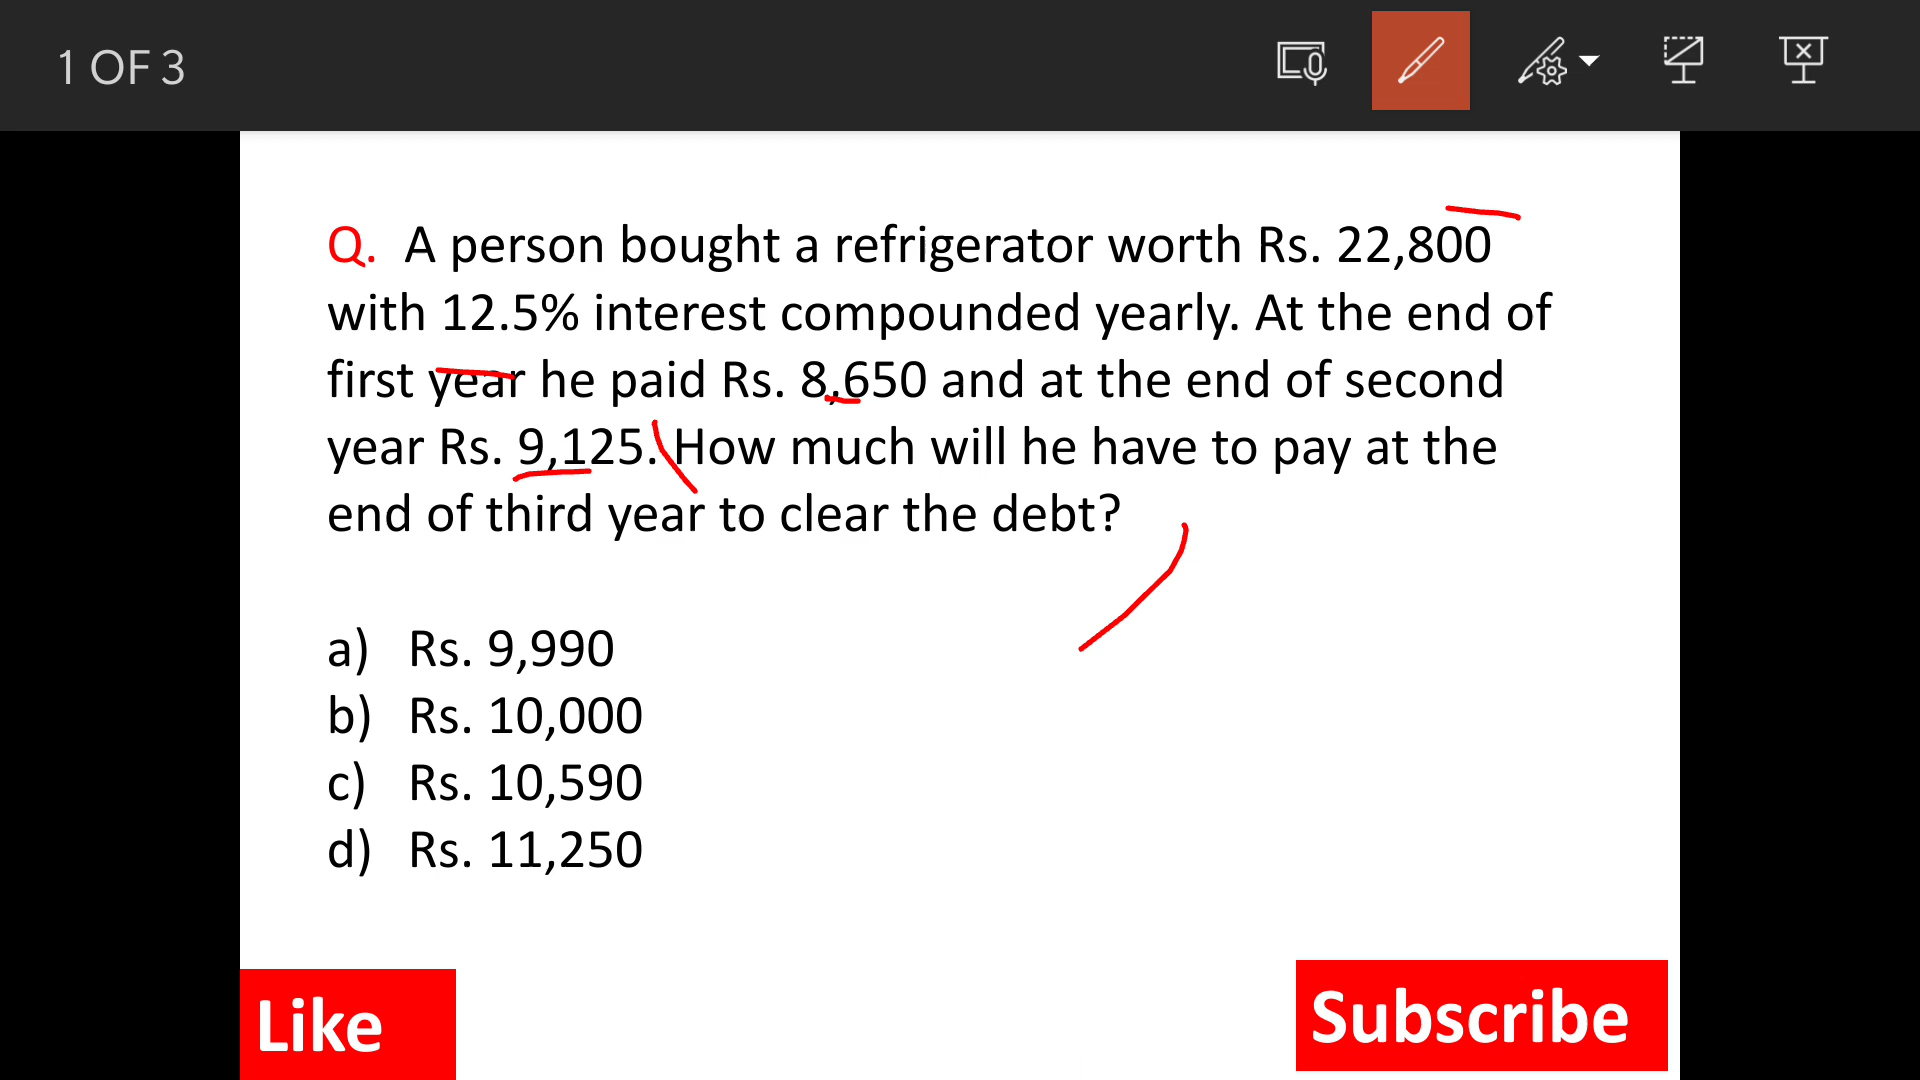 1 OF 3
Q. A person bought a refrigerator worth Rs. 22,800
with 12.5% interest compounded yearly. At the end of
first year he paid Rs. 8,650 and at the end of second
year Rs. 9,125. How much will he have to pay at the
end of third year to clear the debt?
a) Rs. 9,990
b) Rs. 10,000
c) Rs. 10,590
d) Rs. 11,250
Like
Subscribe